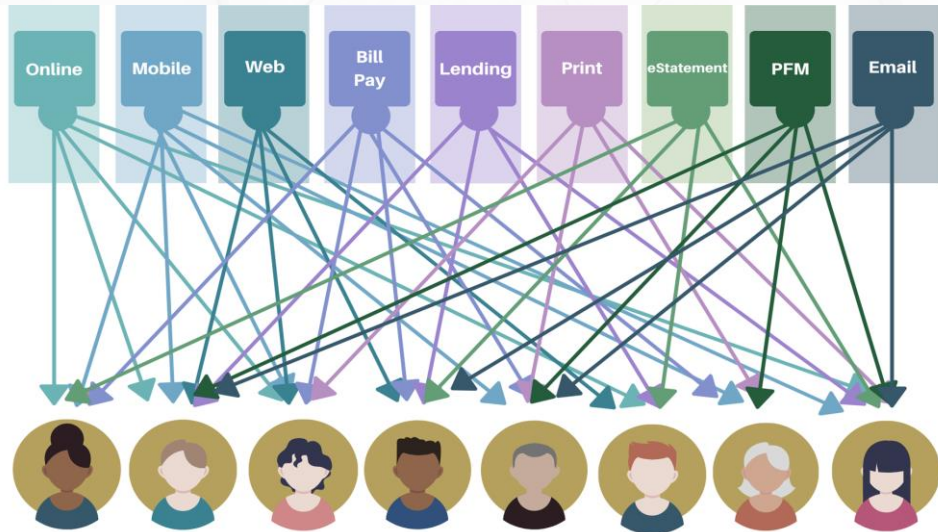 Online
Mobile
Web
Bill
Pay
Lending
Print
eStatement
PFM
Email